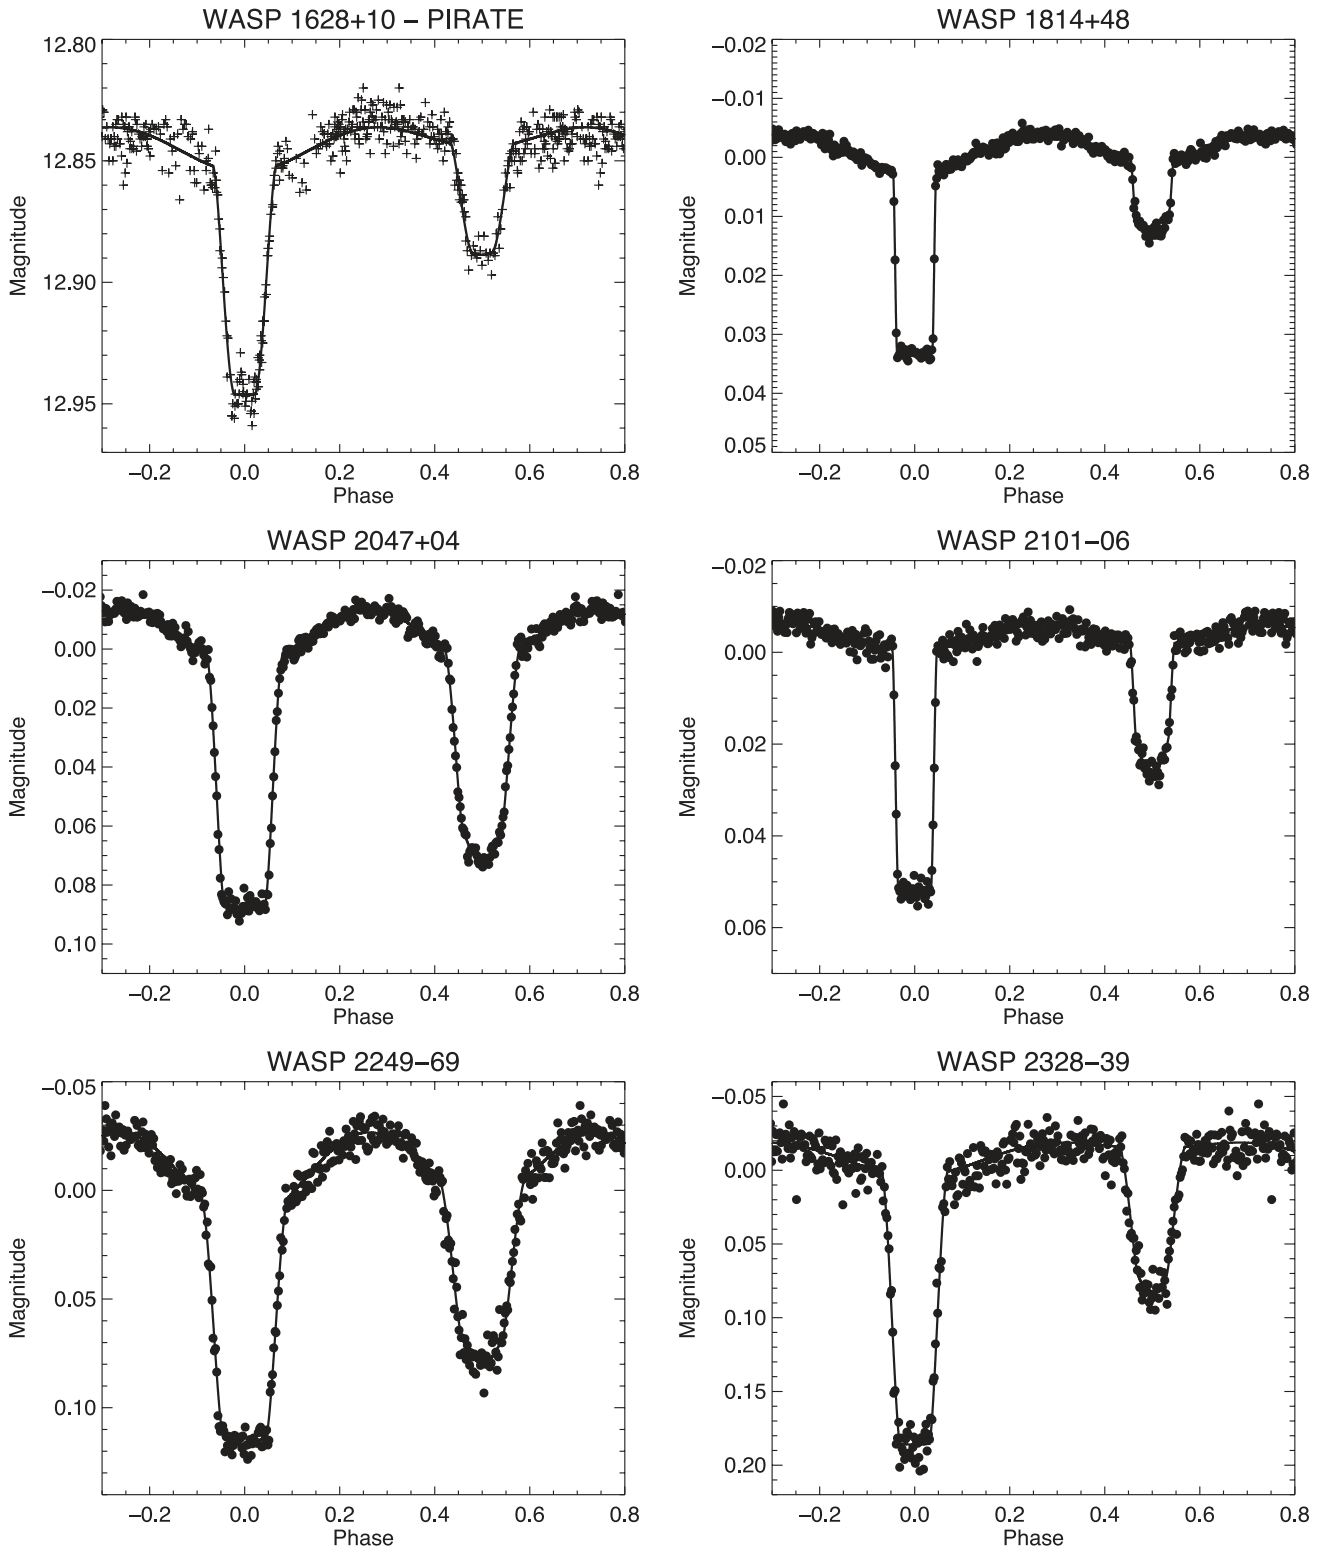 WASP 1628+10 – PIRATE
12.80
12.85
12.90
12.95
Magnitude
−0.2 0.0 0.2 0.4 0.6 0.8
Phase
WASP 1814+48
−0.02
−0.01
0.00
0.01
0.02
0.03
0.04
0.05
Magnitude
−0.2 0.0 0.2 0.4 0.6 0.8
Phase
WASP 2047+04
−0.02
0.00
0.02
0.04
0.06
0.08
0.10
Magnitude
−0.2 0.0 0.2 0.4 0.6 0.8
Phase
WASP 2101−06
−0.02
0.00
0.02
0.04
0.06
Magnitude
−0.2 0.0 0.2 0.4 0.6 0.8
Phase
WASP 2249−69
−0.05
0.00
0.05
0.10
Magnitude
−0.2 0.0 0.2 0.4 0.6 0.8
Phase
WASP 2328−39
−0.05
0.00
0.05
0.10
0.15
0.20
Magnitude
−0.2 0.0 0.2 0.4 0.6 0.8
Phase